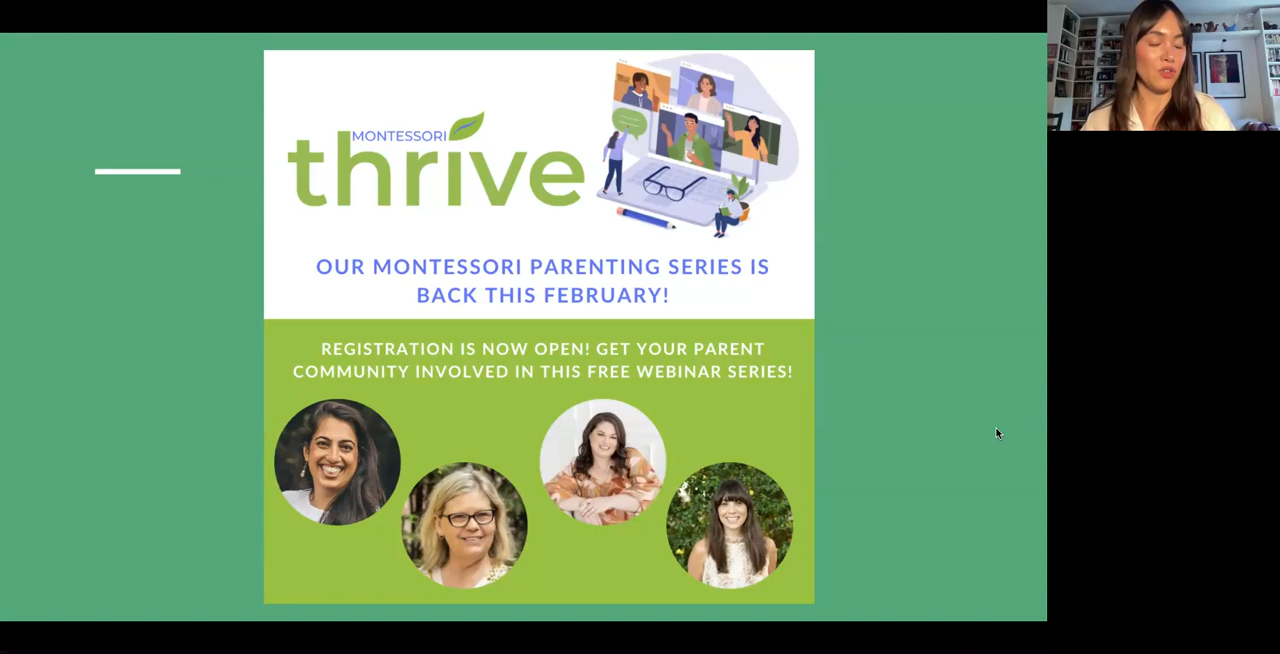 MONTESSORI
thrive
OUR MONTESSORI PARENTING SERIES IS
BACK THIS FEBRUARY!
REGISTRATION IS NOW OPEN! GET YOUR PARENT
COMMUNITY INVOLVED IN THIS FREE WEBINAR SERIES!